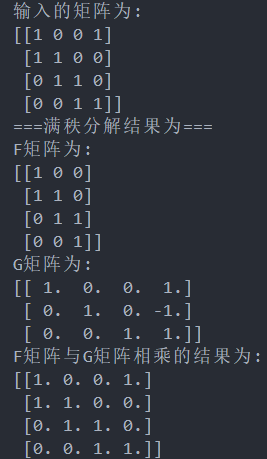 输入的矩阵为:
[[1 0 0 1]
 [1 1 0 0]
 [0 1 1 0]
 [0 0 1 1]]
===满秩分解结果为===
F矩阵为:
[[1 0 0]
 [1 1 0]
 [0 1 1]
 [0 0 1]]
G矩阵为:
[[ 1.  0.  0.  1.]
 [ 0.  1.  0. -1.]
 [ 0.  0.  1.  1.]]
F矩阵与G矩阵相乘的结果为:
[[1. 0. 0. 1.]
 [1. 1. 0. 0.]
 [0. 1. 1. 0.]
 [0. 0. 1. 1.]]